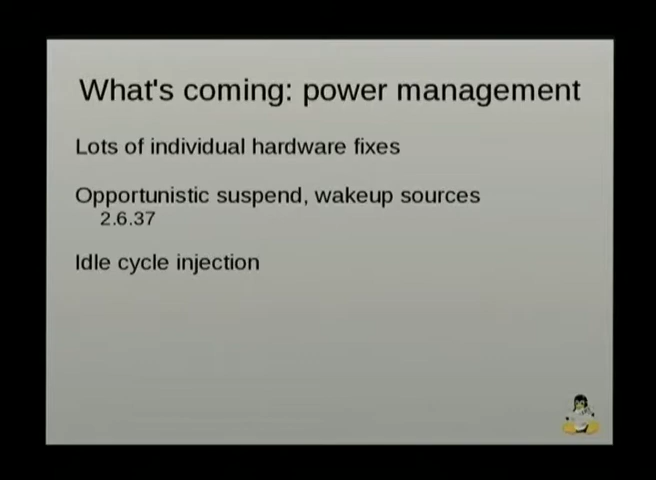 What's coming: power management
Lots of individual hardware fixes
Opportunistic suspend, wakeup sources
2.6.37
Idle cycle injection